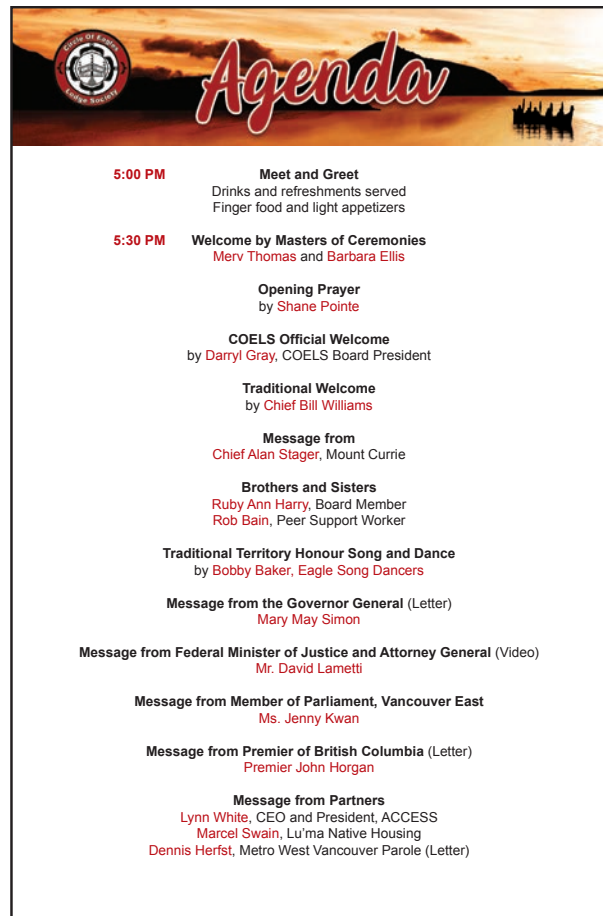 Circle Of Eagles
Lodge Society
Agenda
5:00 PM Meet and Greet
Drinks and refreshments served
Finger food and light appetizers
5:30 PM Welcome by Masters of Ceremonies
Merv Thomas and Barbara Ellis
Opening Prayer
by Shane Pointe
COELS Official Welcome
by Darryl Gray, COELS Board President
Traditional Welcome
by Chief Bill Williams
Message from
Chief Alan Stager, Mount Currie
Brothers and Sisters
Ruby Ann Harry, Board Member
Rob Bain, Peer Support Worker
Traditional Territory Honour Song and Dance
by Bobby Baker, Eagle Song Dancers
Message from the Governor General (Letter)
Mary May Simon
Message from Federal Minister of Justice and Attorney General (Video)
Mr. David Lametti
Message from Member of Parliament, Vancouver East
Ms. Jenny Kwan
Message from Premier of British Columbia (Letter)
Premier John Horgan
Message from Partners
Lynn White, CEO and President, ACCESS
Marcel Swain, Lu’ma Native Housing
Dennis Herfst, Metro West Vancouver Parole (Letter)